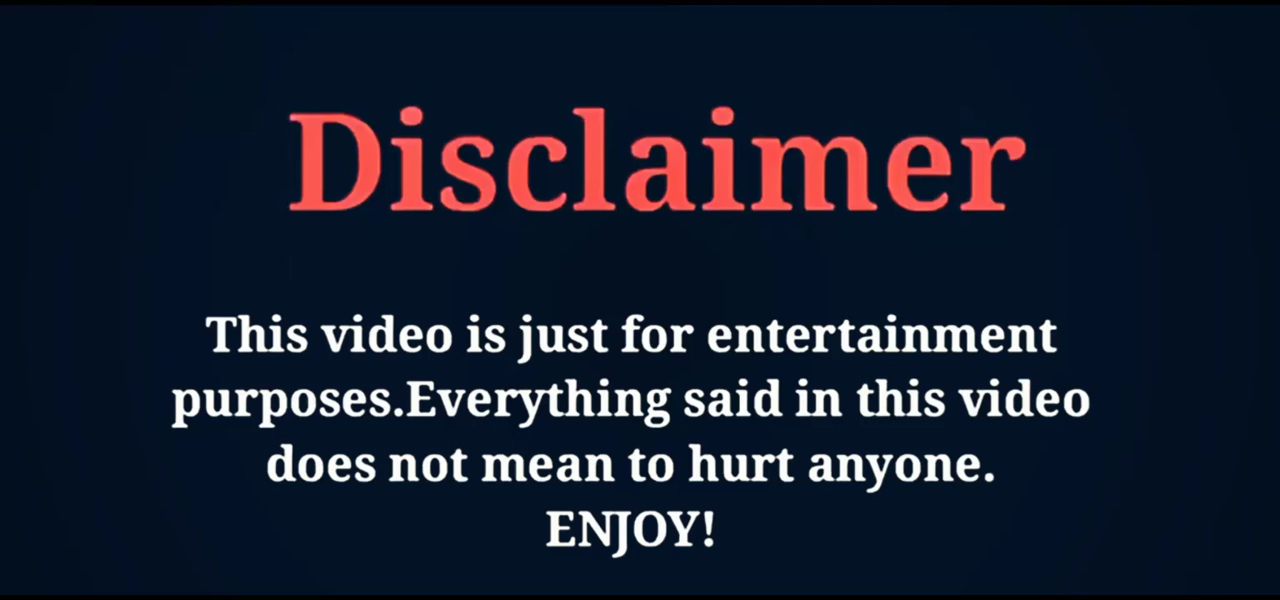 Disclaimer
This video is just for entertainment
purposes.Everything said in this video
does not mean to hurt anyone.
ENJOY!